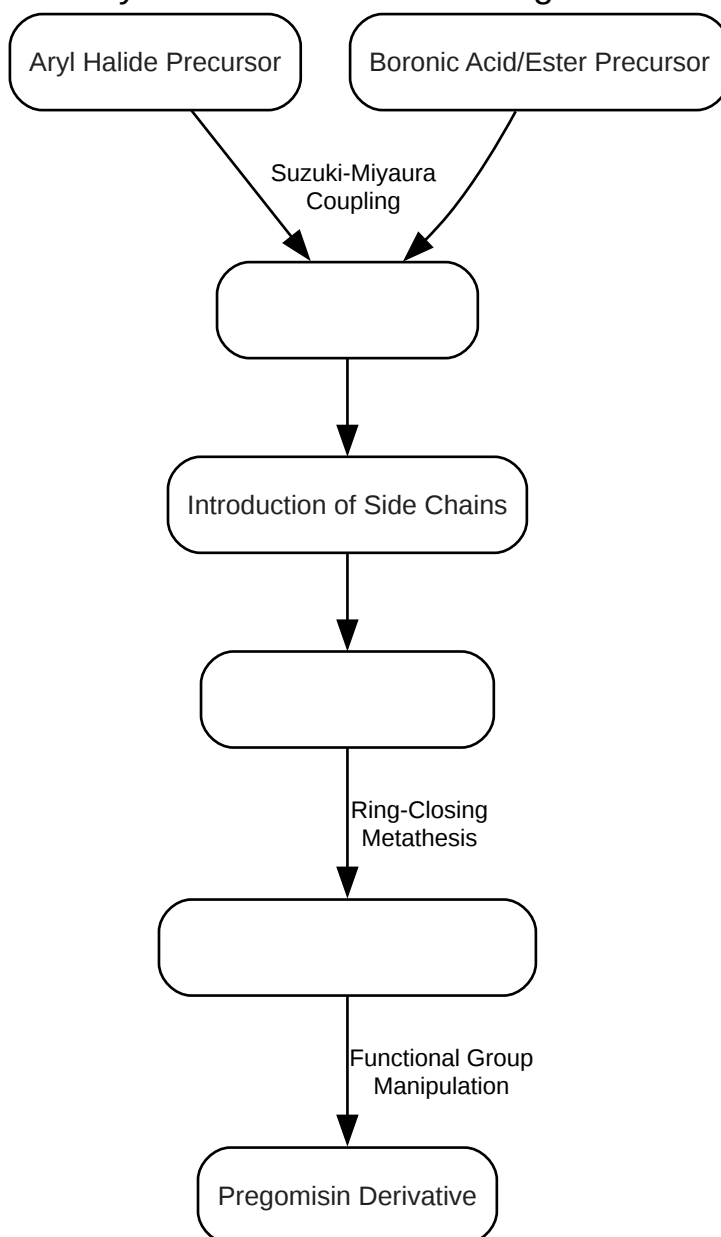 Aryl Halide Precursor
Boronic Acid/Ester Precursor
Suzuki-Miyaura
Coupling
Introduction of Side Chains
Ring-Closing
Metathesis
Functional Group
Manipulation
Pregomisin Derivative